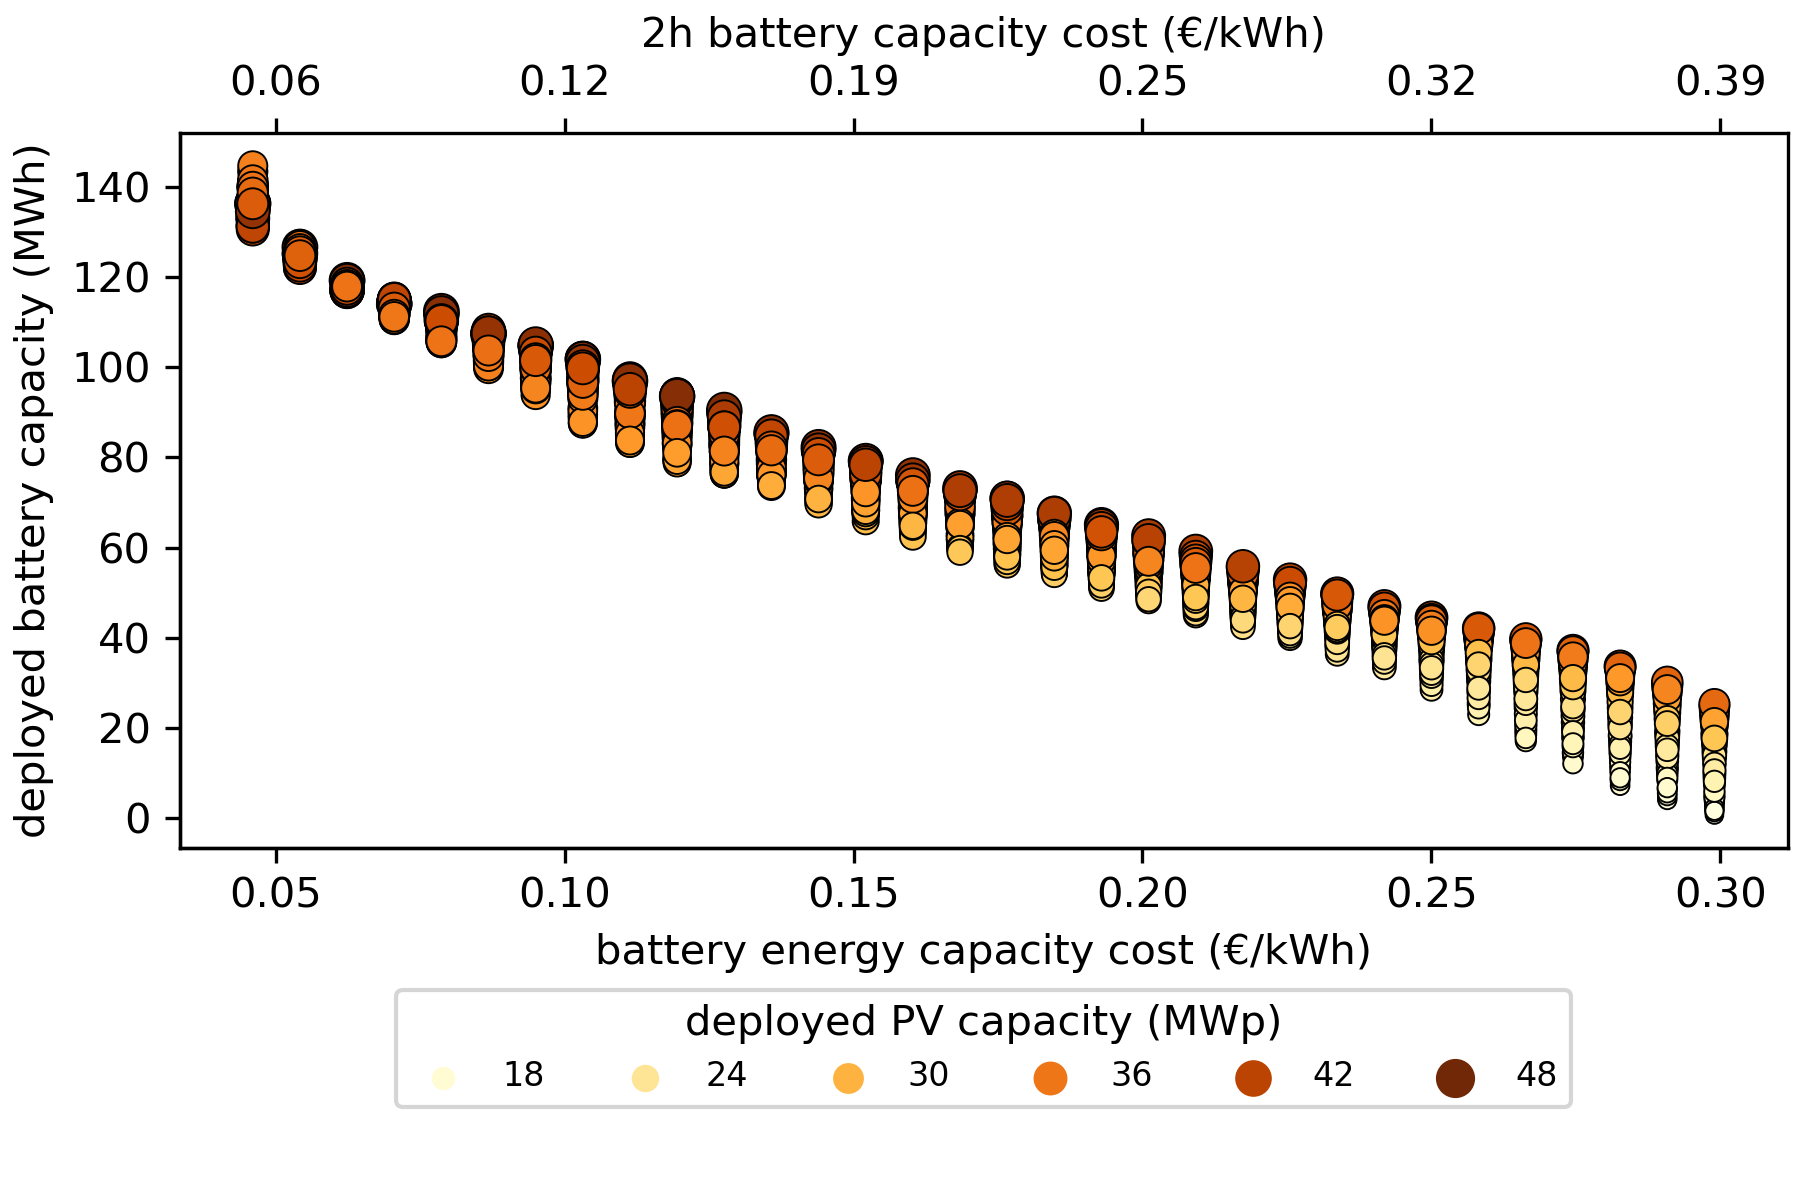 2h battery capacity cost (€/kWh)
0.06 0.12 0.19 0.25 0.32 0.39
deployed battery capacity (MWh)
140
120
100
80
60
40
20
0
0.05 0.10 0.15 0.20 0.25 0.30
battery energy capacity cost (€/kWh)
deployed PV capacity (MWp)
18 24 30 36 42 48